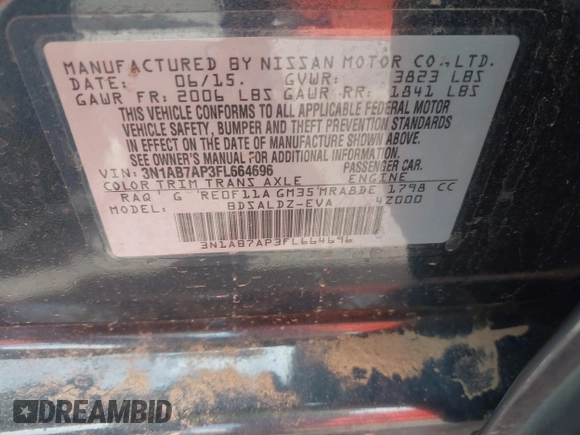 MANUFACTURED BY NISSAN MOTOR CO., LTD.
DATE: 06/15. GVWR: 3823 LBS
GAWR FR: 2006 LBS GAWR RR: 1841 LBS
THIS VEHICLE CONFORMS TO ALL APPLICABLE FEDERAL MOTOR
VEHICLE SAFETY, BUMPER AND THEFT PREVENTION STANDARDS
IN EFFECT ON THE DATE OF MANUFACTURE SHOWN ABOVE.
SEE OWNER'S MANUAL FOR ADDITIONAL INFORMATION.
VIN: 3N1AB7AP3FL664696 PASSENGER CAR.
COLOR TRIM TRANS AXLE ENGINE
RAQ' G 'RE0F11A GM35'MRA8DE 1798 CC
MODEL: BDSALDZ-EVA 4Z000
3N1AB7AP3FL664696
DREAMBID